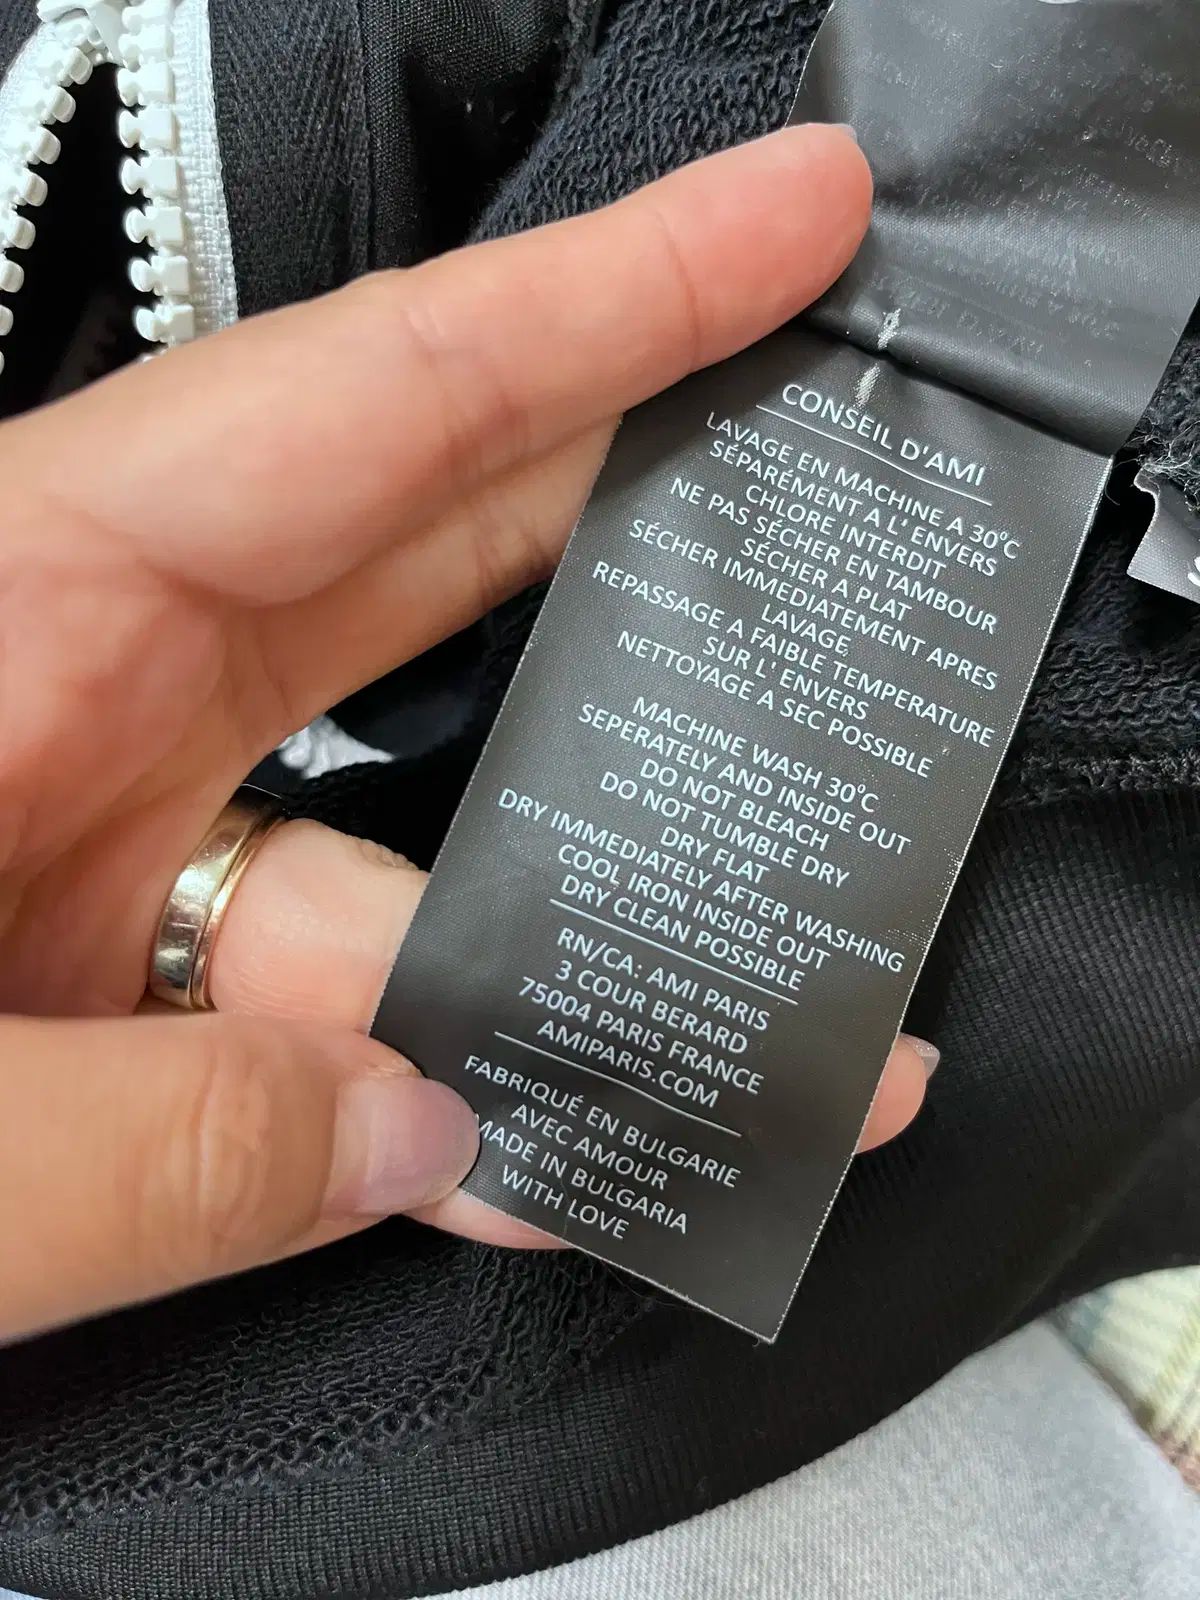 CONSEIL D'AMI
LAVAGE EN MACHINE A 30°C
SÉPARÉMENT A L' ENVERS
CHLORE INTERDIT
NE PAS SÉCHER EN TAMBOUR
SÉCHER A PLAT
SÉCHER IMMEDIATEMENT APRES
LAVAGE
REPASSAGE A FAIBLE TEMPERATURE
SUR L' ENVERS
NETTOYAGE A SEC POSSIBLE
MACHINE WASH 30°C
SEPERATELY AND INSIDE OUT
DO NOT BLEACH
DO NOT TUMBLE DRY
DRY FLAT
DRY IMMEDIATELY AFTER WASHING
COOL IRON INSIDE OUT
DRY CLEAN POSSIBLE
RN/CA: AMI PARIS
3 COUR BERARD
75004 PARIS FRANCE
AMIPARIS.COM
FABRIQUÉ EN BULGARIE
AVEC AMOUR
MADE IN BULGARIA
WITH LOVE